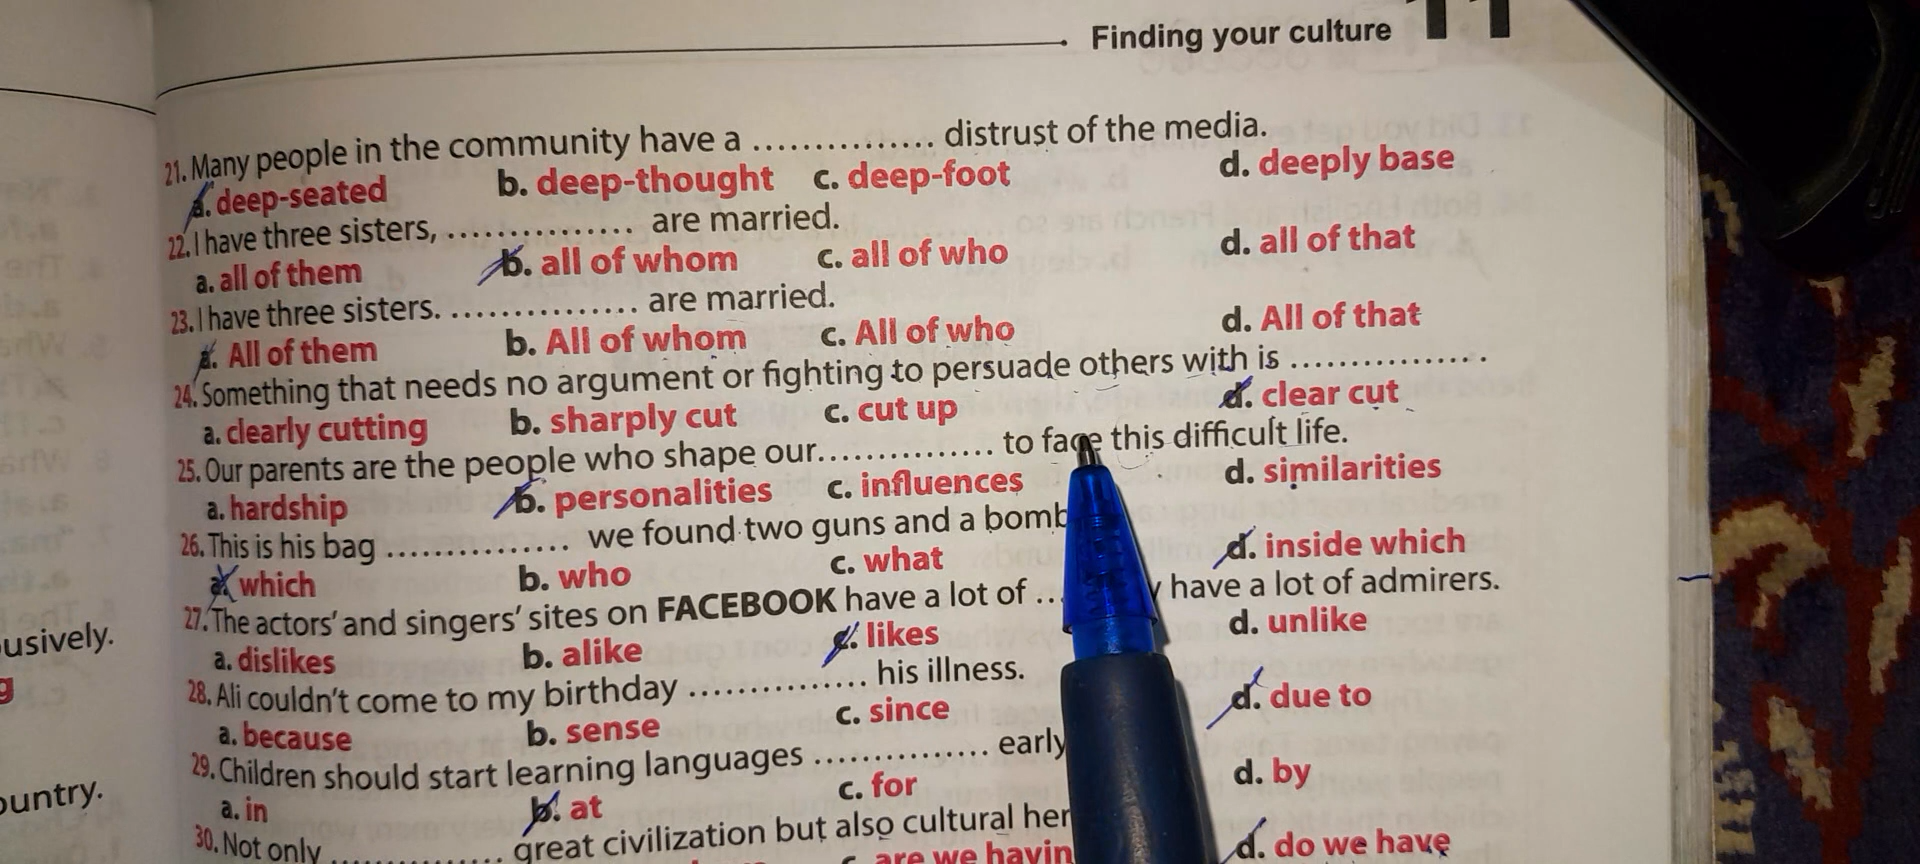 Finding your culture 11
21. Many people in the community have a ............... distrust of the media.
a. deep-seated b. deep-thought c. deep-foot d. deeply base
22. I have three sisters, ............... are married.
a. all of them b. all of whom c. all of who d. all of that
23. I have three sisters. ............... are married.
a. All of them b. All of whom c. All of who d. All of that
24. Something that needs no argument or fighting to persuade others with is ...............
a. clearly cutting b. sharply cut c. cut up d. clear cut
25. Our parents are the people who shape our............... to face this difficult life.
a. hardship b. personalities c. influences d. similarities
26. This is his bag ............... we found two guns and a bomb
a. which b. who c. what d. inside which
27. The actors' and singers' sites on FACEBOOK have a lot of ... y have a lot of admirers.
a. dislikes b. alike c. likes d. unlike
28. Ali couldn't come to my birthday ............... his illness.
a. because b. sense c. since d. due to
29. Children should start learning languages ............... early
a. in b. at c. for d. by
30. Not only ............... great civilization but also cultural her
c. are we havin d. do we have
usively.
g
ountry.